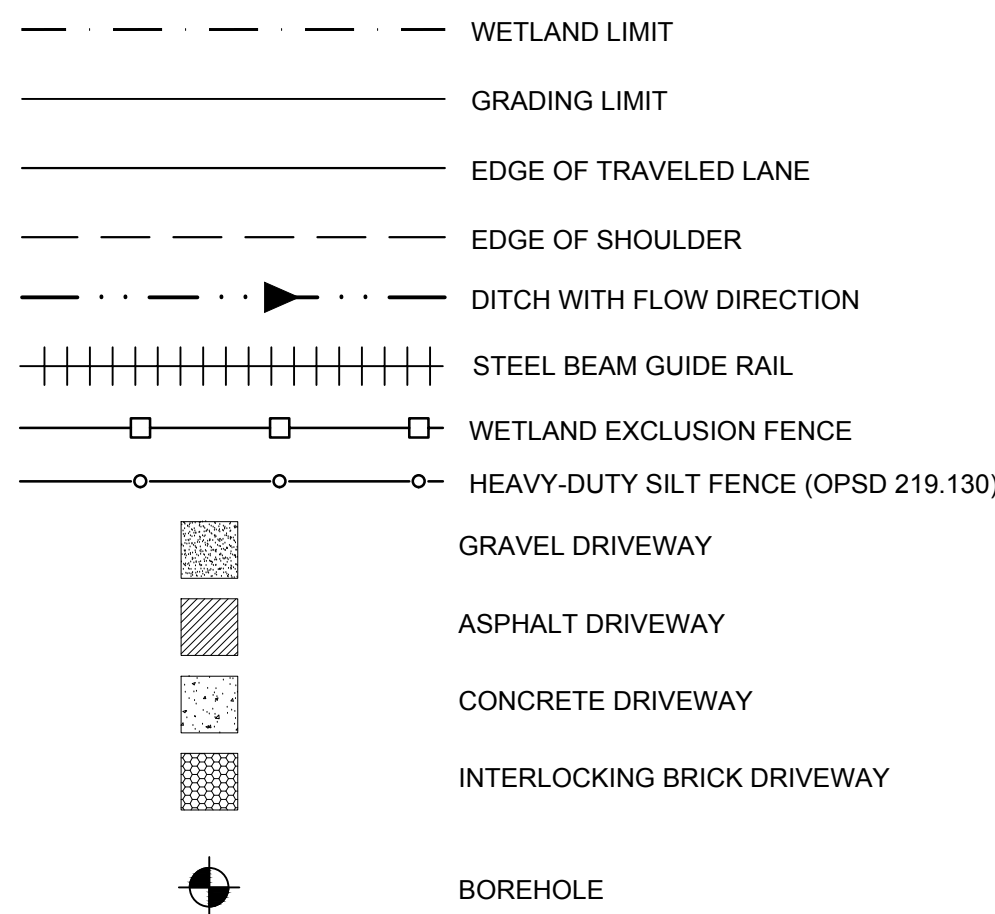 WETLAND LIMIT
GRADING LIMIT
EDGE OF TRAVELED LANE
EDGE OF SHOULDER
DITCH WITH FLOW DIRECTION
STEEL BEAM GUIDE RAIL
WETLAND EXCLUSION FENCE
HEAVY-DUTY SILT FENCE (OPSD 219.130)
GRAVEL DRIVEWAY
ASPHALT DRIVEWAY
CONCRETE DRIVEWAY
INTERLOCKING BRICK DRIVEWAY
BOREHOLE